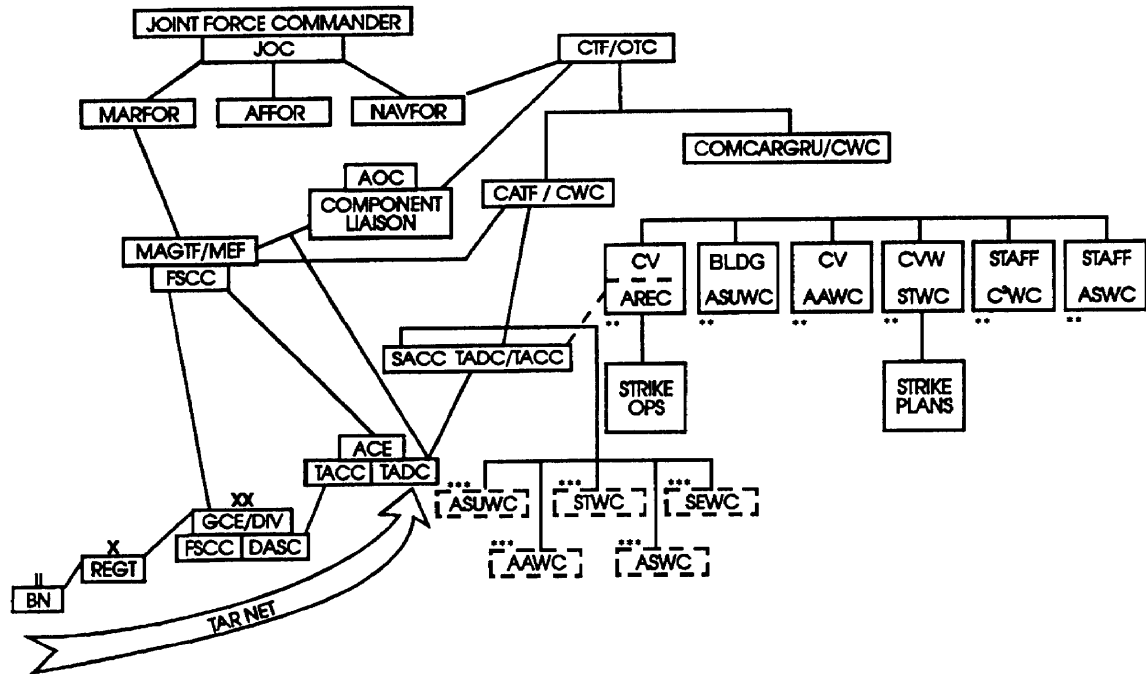 JOINT FORCE COMMANDER
JOC
CTF/OTC
MARFOR
AFFOR
NAVFOR
COMCARGRU/CWC
AOC
COMPONENT
LIAISON
CATF / CWC
MAGTF/MEF
FSCC
CV
AREC
**
BLDG
ASUWC
**
CV
AAWC
**
CVW
STWC
**
STAFF
C³WC
**
STAFF
ASWC
**
SACC TADC/TACC
STRIKE
OPS
STRIKE
PLANS
ACE
TACC
TADC
***
ASUWC
***
STWC
***
SEWC
***
AAWC
***
ASWC
XX
GCE/DIV
FSCC
DASC
X
REGT
II
BN
TAR NET